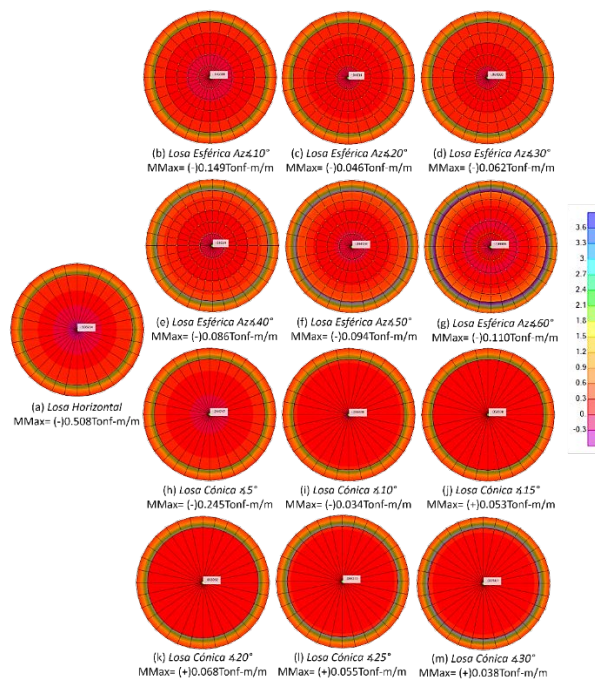 (b) Losa Esférica Az∡10°
MMax= (-)0.149Tonf-m/m
(c) Losa Esférica Az∡20°
MMax= (-)0.046Tonf-m/m
(d) Losa Esférica Az∡30°
MMax= (-)0.062Tonf-m/m
(e) Losa Esférica Az∡40°
MMax= (-)0.086Tonf-m/m
(f) Losa Esférica Az∡50°
MMax= (-)0.094Tonf-m/m
(g) Losa Esférica Az∡60°
MMax= (-)0.110Tonf-m/m
(a) Losa Horizontal
MMax= (-)0.508Tonf-m/m
(h) Losa Cónica ∡5°
MMax= (-)0.245Tonf-m/m
(i) Losa Cónica ∡10°
MMax= (-)0.034Tonf-m/m
(j) Losa Cónica ∡15°
MMax= (+)0.053Tonf-m/m
(k) Losa Cónica ∡20°
MMax= (+)0.068Tonf-m/m
(l) Losa Cónica ∡25°
MMax= (+)0.055Tonf-m/m
(m) Losa Cónica ∡30°
MMax= (+)0.038Tonf-m/m
3.6
3.3
3.0
2.7
2.4
2.1
1.8
1.5
1.2
0.9
0.6
0.3
0.
-0.3